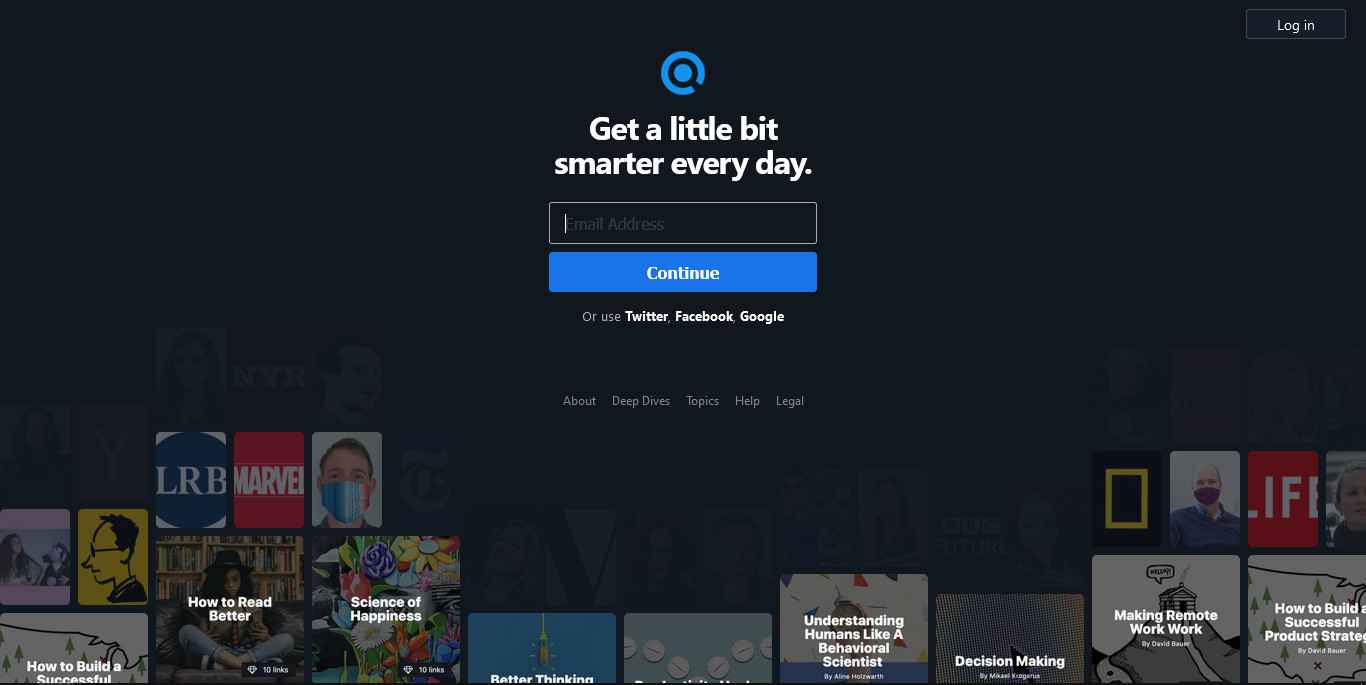 Log in
Get a little bit
smarter every day.
Email Address
Continue
Or use Twitter, Facebook, Google
About Deep Dives Topics Help Legal
NYR
JAMIE
OLIVER
Y
LRB
MARVEL
T
LIFE
V
BBC
FUTURE
HELLO?!
How to Read
Better
10 links
Science of
Happiness
10 links
Understanding
Humans Like A
Behavioral
Scientist
By Aline Holzwarth
Decision Making
By Mikael Krogerus
Making Remote
Work Work
By David Bauer
How to Build a
Successful
Product Strateg
By David Bauer
How to Build a
Successful
Better Thinking